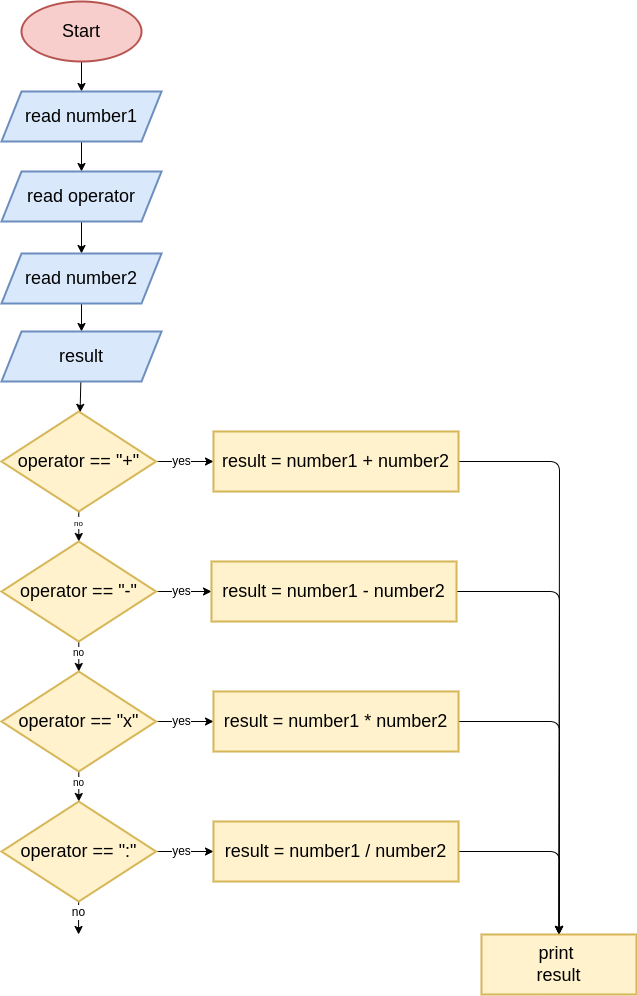 Start
read number1
read operator
read number2
result
operator == "+"
yes
result = number1 + number2
no
operator == "-"
yes
result = number1 - number2
no
operator == "x"
yes
result = number1 * number2
no
operator == ":"
yes
result = number1 / number2
no
print
result